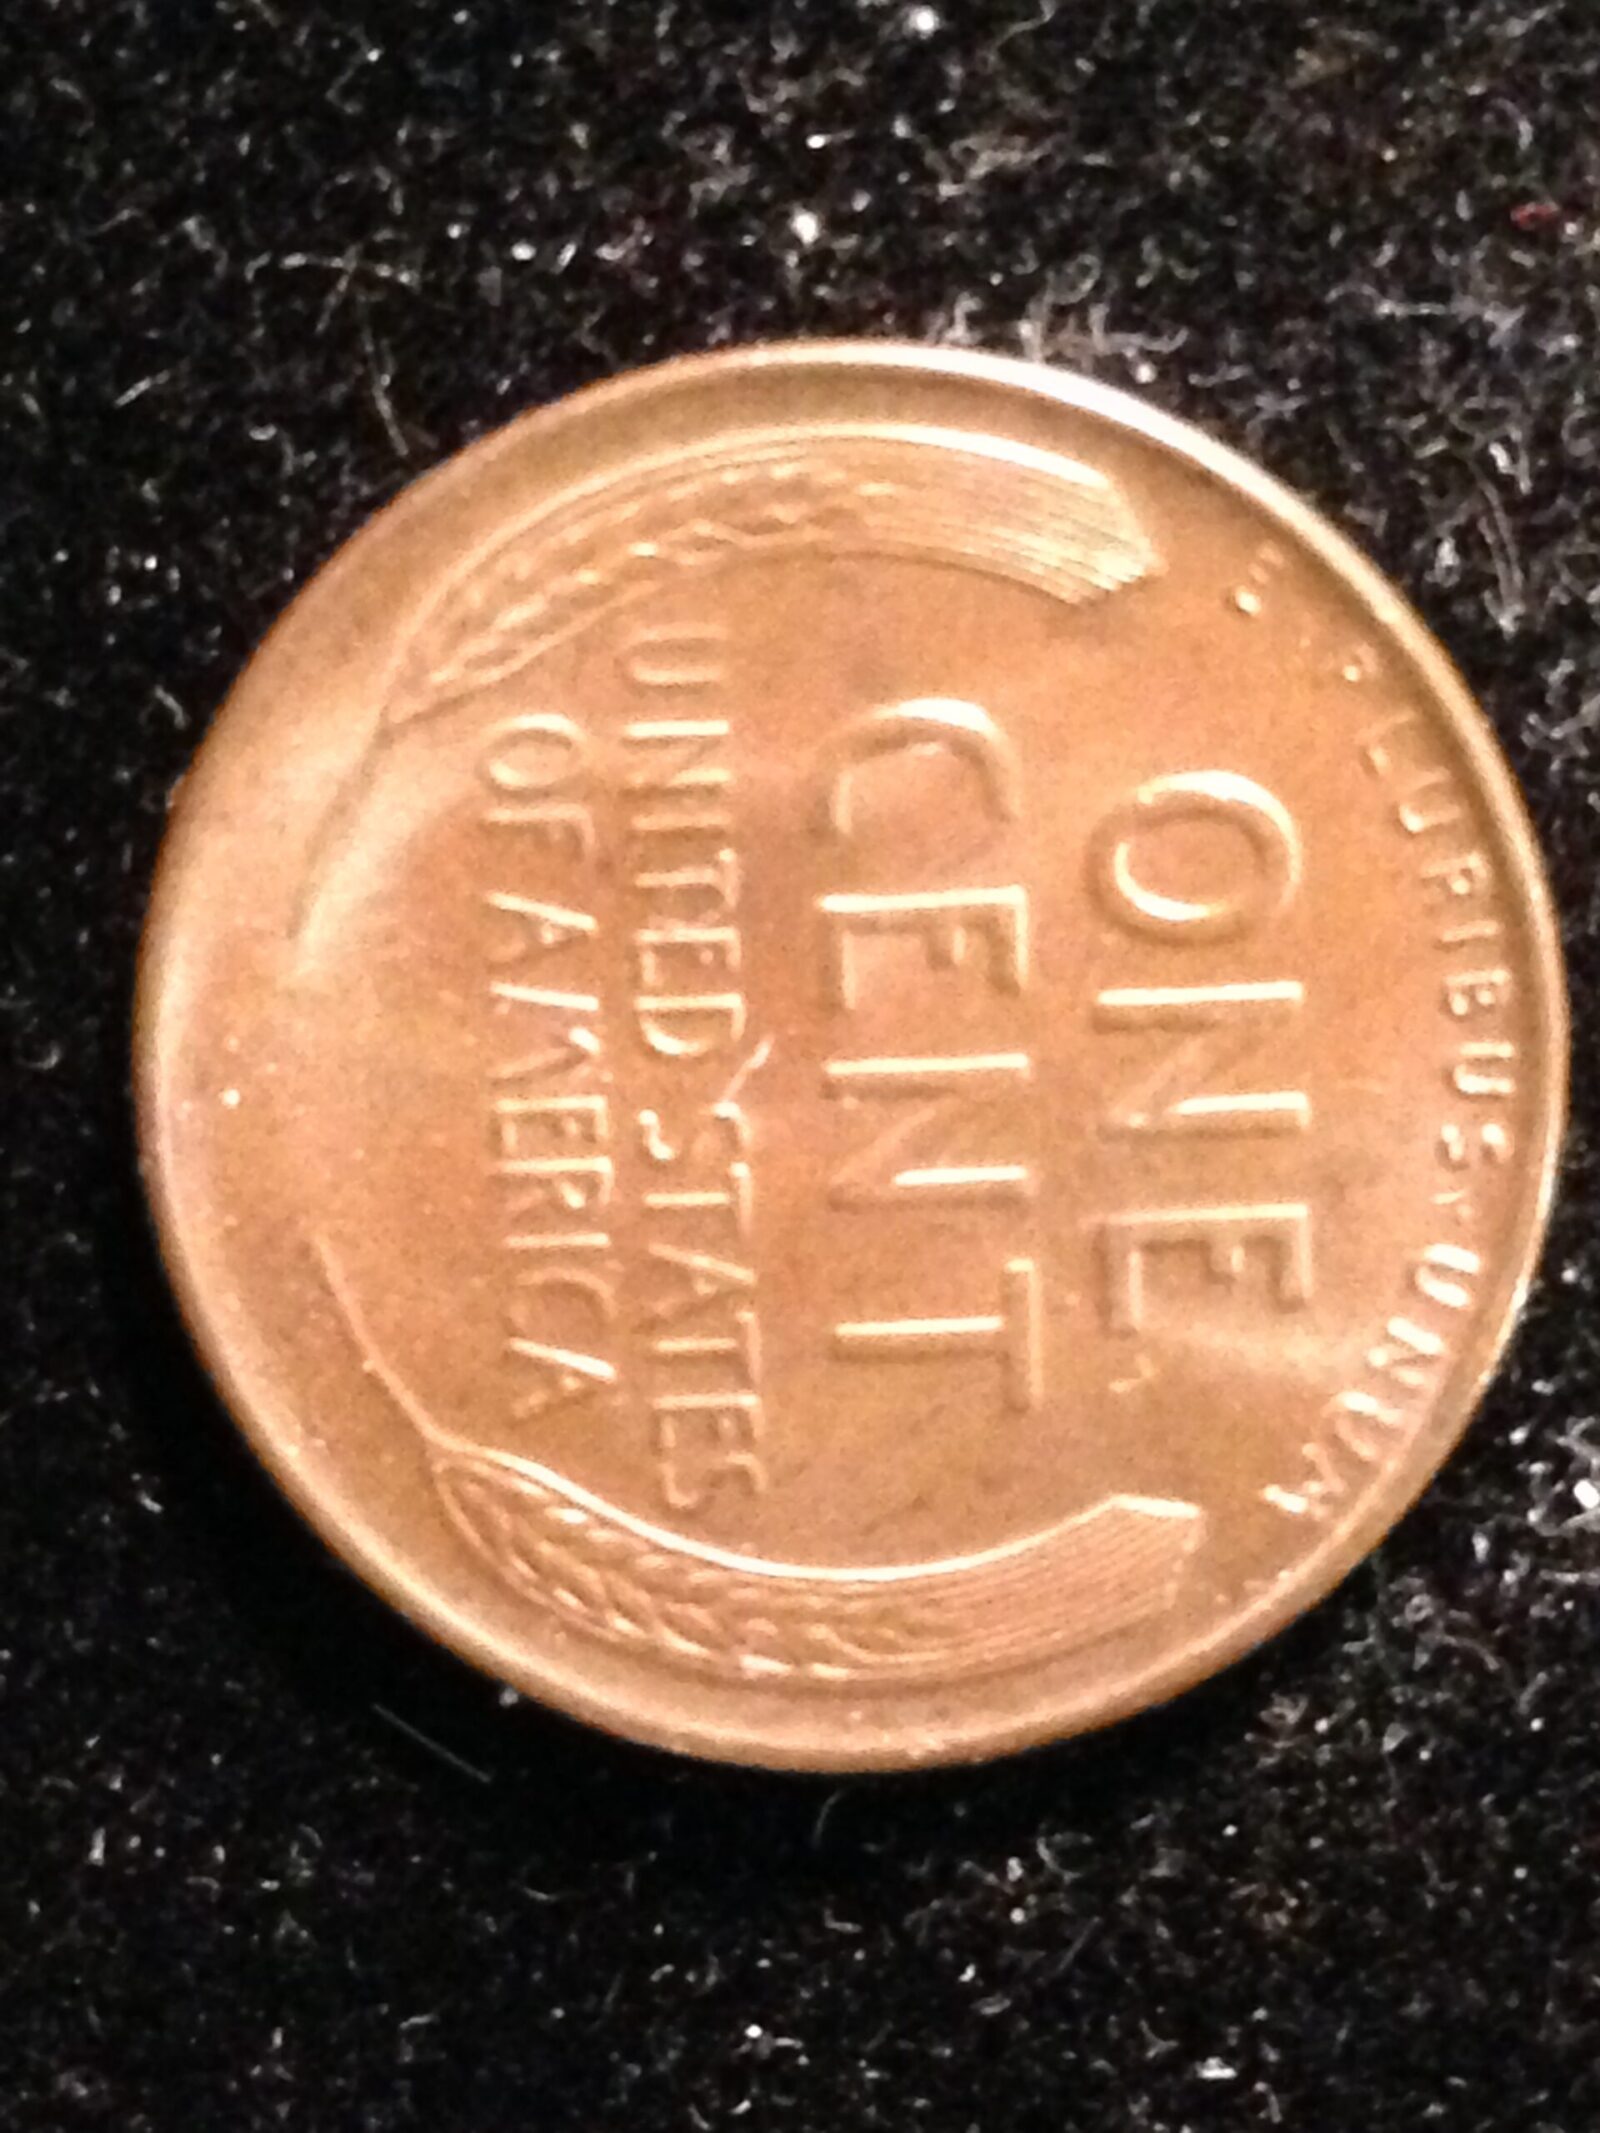 E · PLURIBUS · UNUM
ONE
CENT
UNITED STATES
OF AMERICA